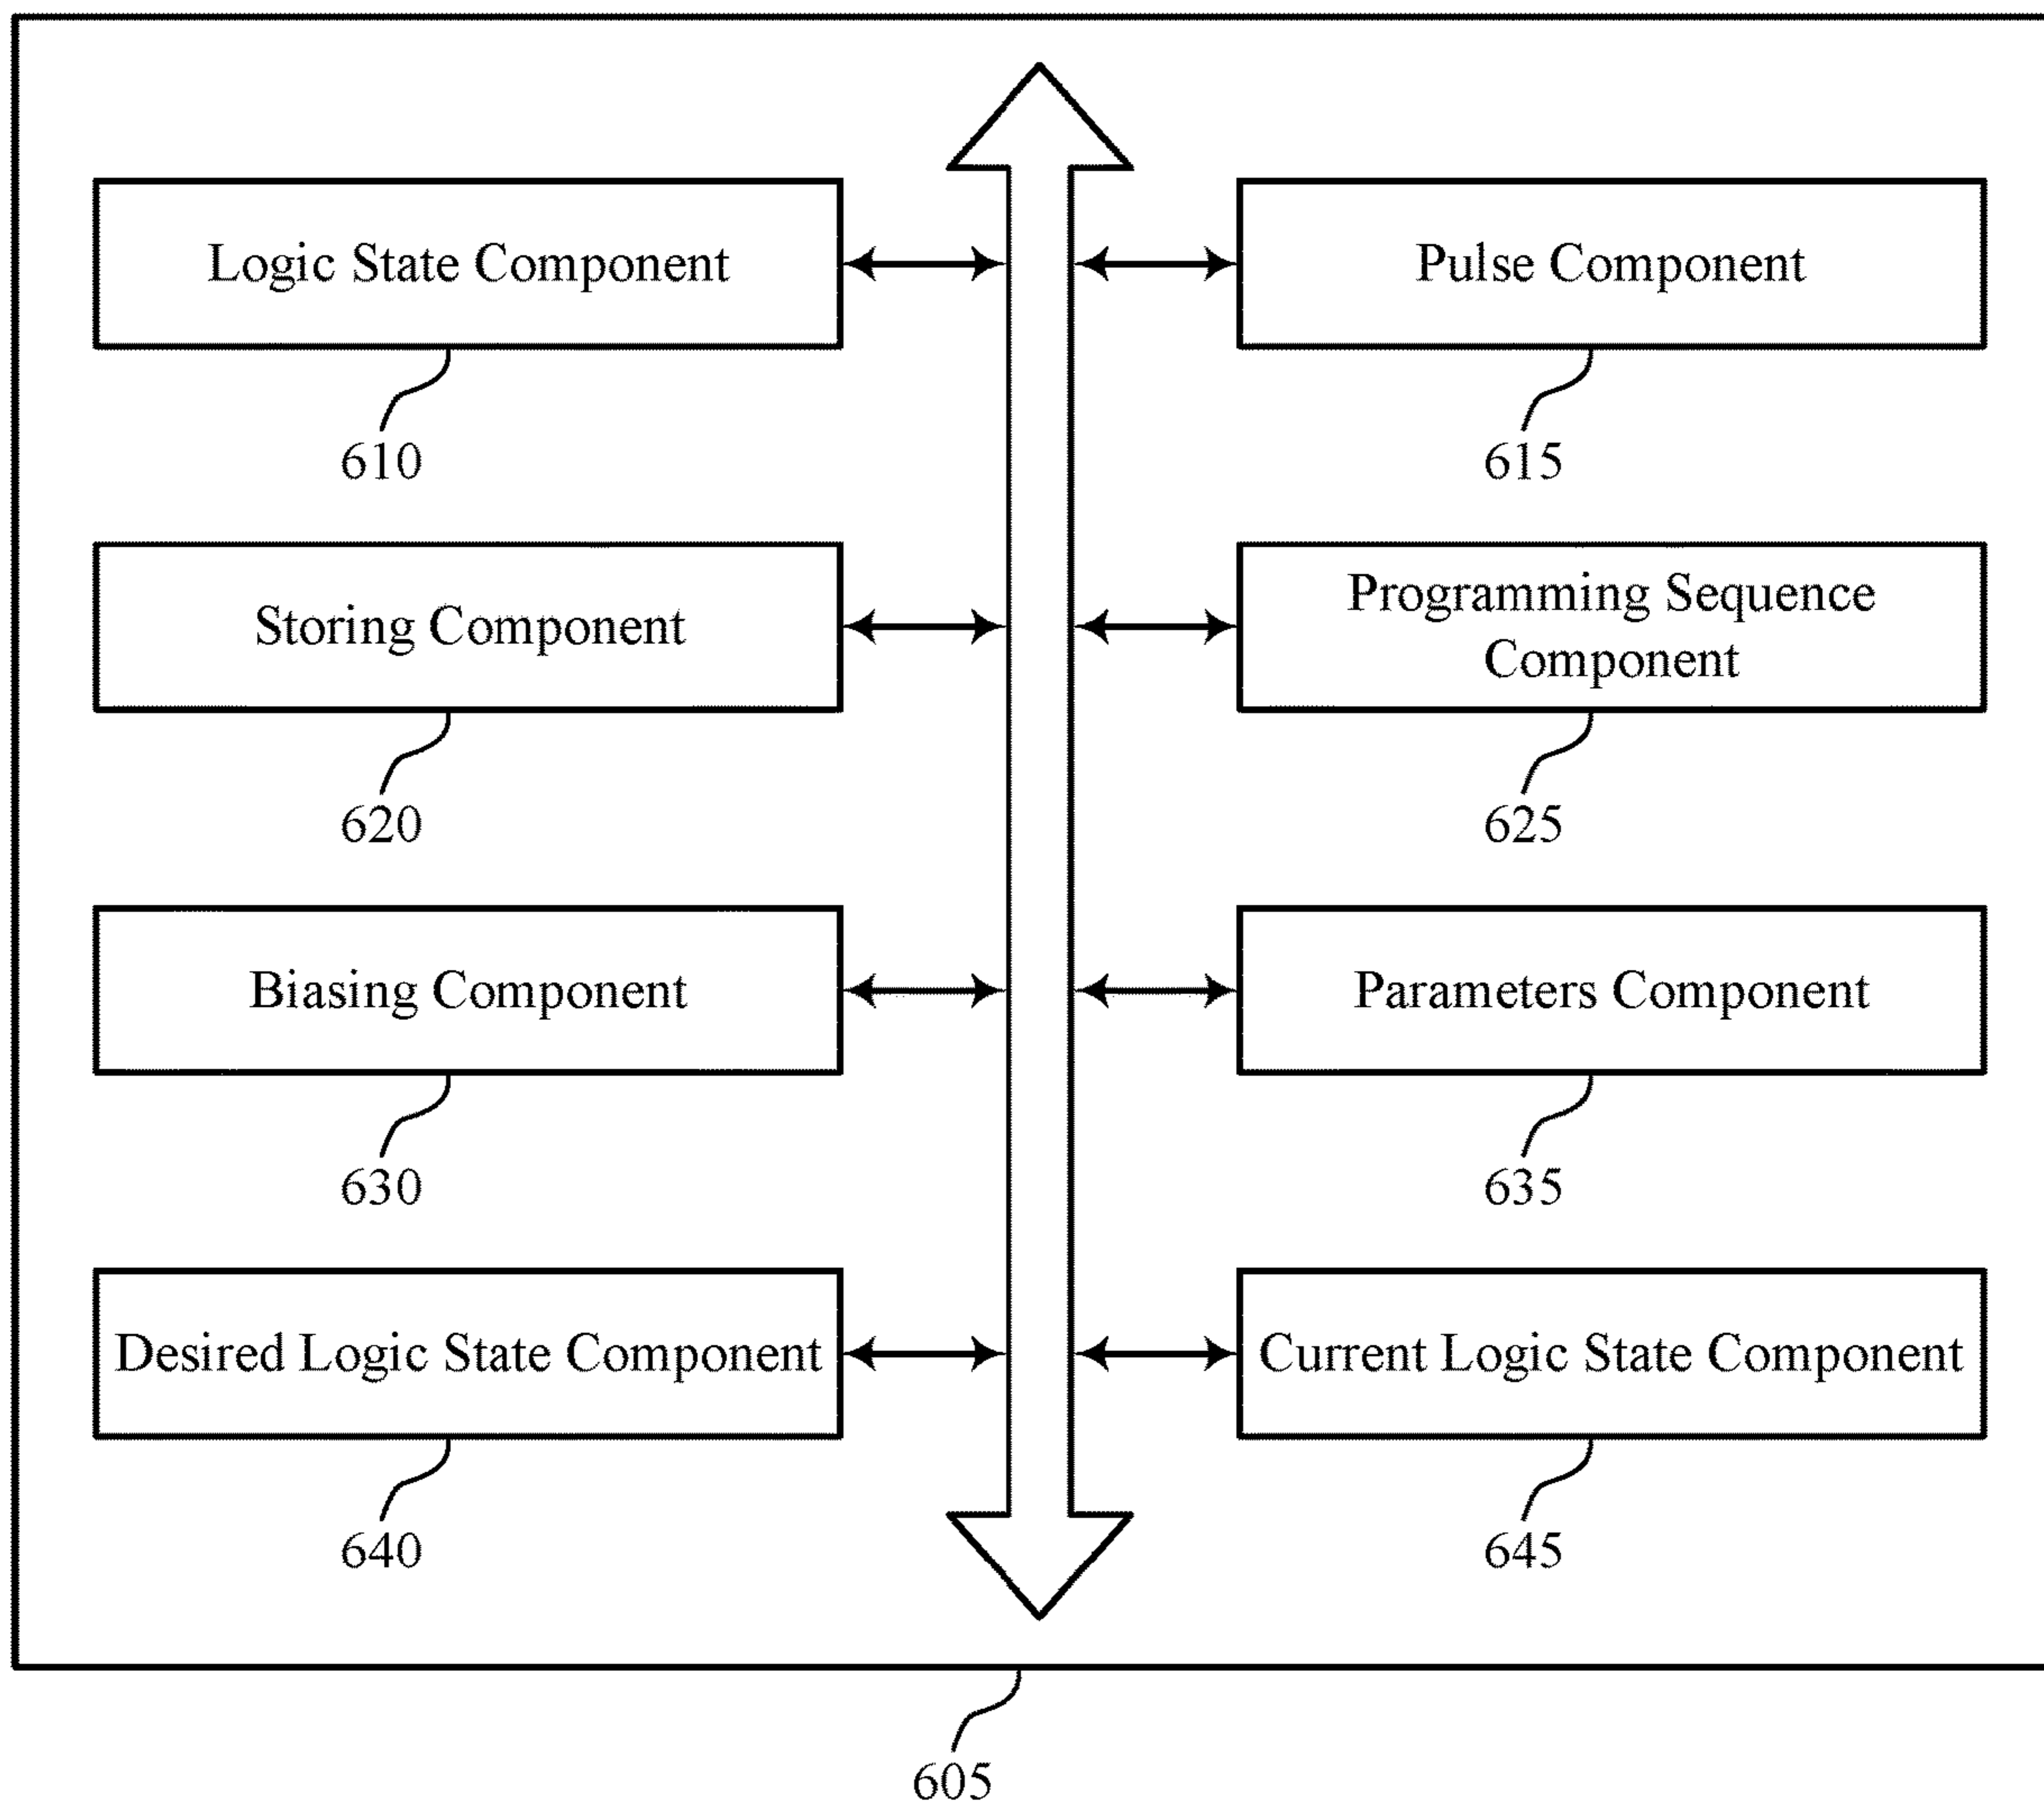 Logic State Component
Pulse Component
610
615
Storing Component
Programming Sequence
Component
620
625
Biasing Component
Parameters Component
630
635
Desired Logic State Component
Current Logic State Component
640
645
605